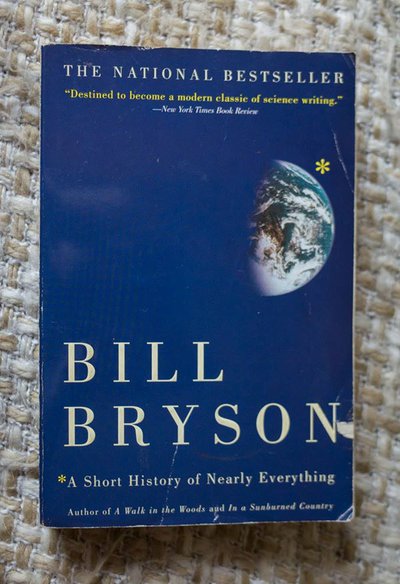 THE NATIONAL BESTSELLER
“Destined to become a modern classic of science writing.”
—New York Times Book Review
*
BILL
BRYSON
*A Short History of Nearly Everything
Author of A Walk in the Woods and In a Sunburned Country